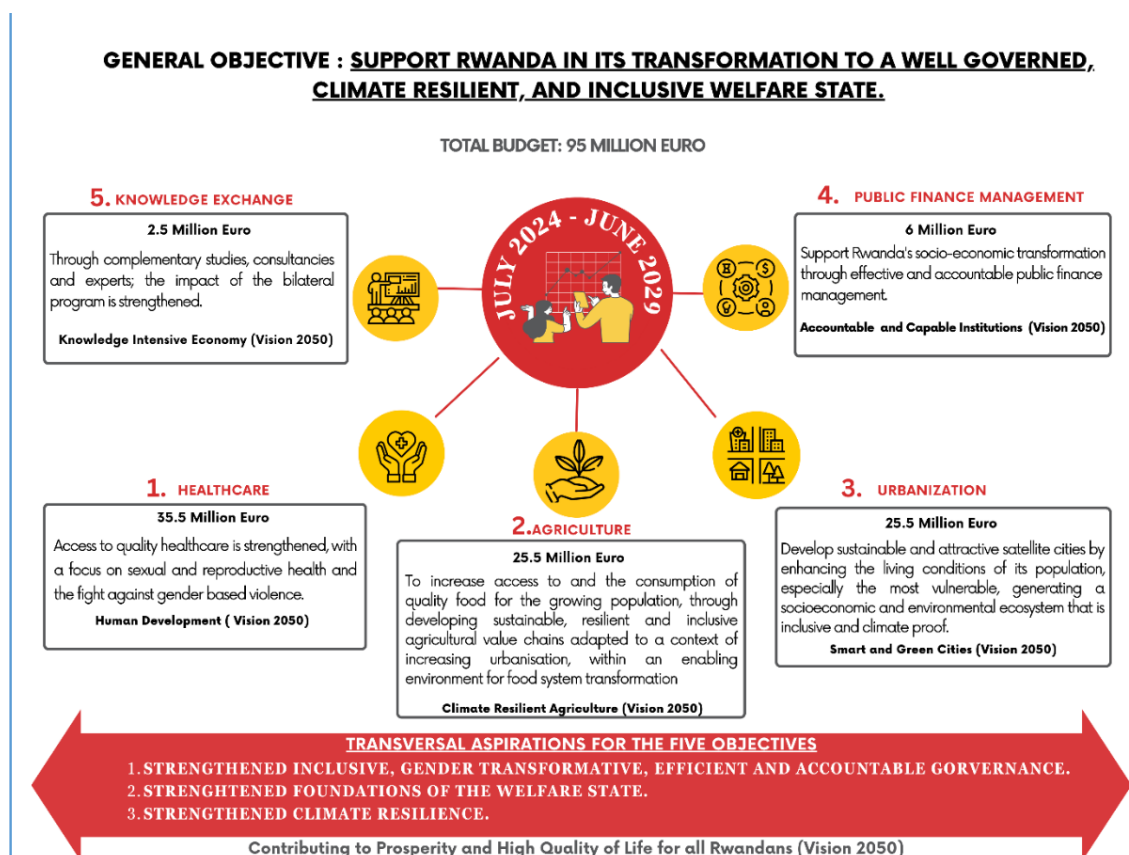 GENERAL OBJECTIVE : SUPPORT RWANDA IN ITS TRANSFORMATION TO A WELL GOVERNED,
CLIMATE RESILIENT, AND INCLUSIVE WELFARE STATE.
TOTAL BUDGET: 95 MILLION EURO
5. KNOWLEDGE EXCHANGE
2.5 Million Euro
Through complementary studies, consultancies
and experts; the impact of the bilateral
program is strengthened.
Knowledge Intensive Economy (Vision 2050)
JULY 2024 - JUNE 2029
4. PUBLIC FINANCE MANAGEMENT
6 Million Euro
Support Rwanda's socio-economic transformation
through effective and accountable public finance
management.
Accountable and Capable Institutions (Vision 2050)
1. HEALTHCARE
35.5 Million Euro
Access to quality healthcare is strengthened, with
a focus on sexual and reproductive health and
the fight against gender based violence.
Human Development ( Vision 2050)
2.AGRICULTURE
25.5 Million Euro
To increase access to and the consumption of
quality food for the growing population, through
developing sustainable, resilient and inclusive
agricultural value chains adapted to a context of
increasing urbanisation, within an enabling
environment for food system transformation
Climate Resilient Agriculture (Vision 2050)
3. URBANIZATION
25.5 Million Euro
Develop sustainable and attractive satellite cities by
enhancing the living conditions of its population,
especially the most vulnerable, generating a
socioeconomic and environmental ecosystem that is
inclusive and climate proof.
Smart and Green Cities (Vision 2050)
TRANSVERSAL ASPIRATIONS FOR THE FIVE OBJECTIVES
1. STRENGTHENED INCLUSIVE, GENDER TRANSFORMATIVE, EFFICIENT AND ACCOUNTABLE GORVERNANCE.
2. STRENGHTENED FOUNDATIONS OF THE WELFARE STATE.
3. STRENGTHENED CLIMATE RESILIENCE.
Contributing to Prosperity and High Quality of Life for all Rwandans (Vision 2050)